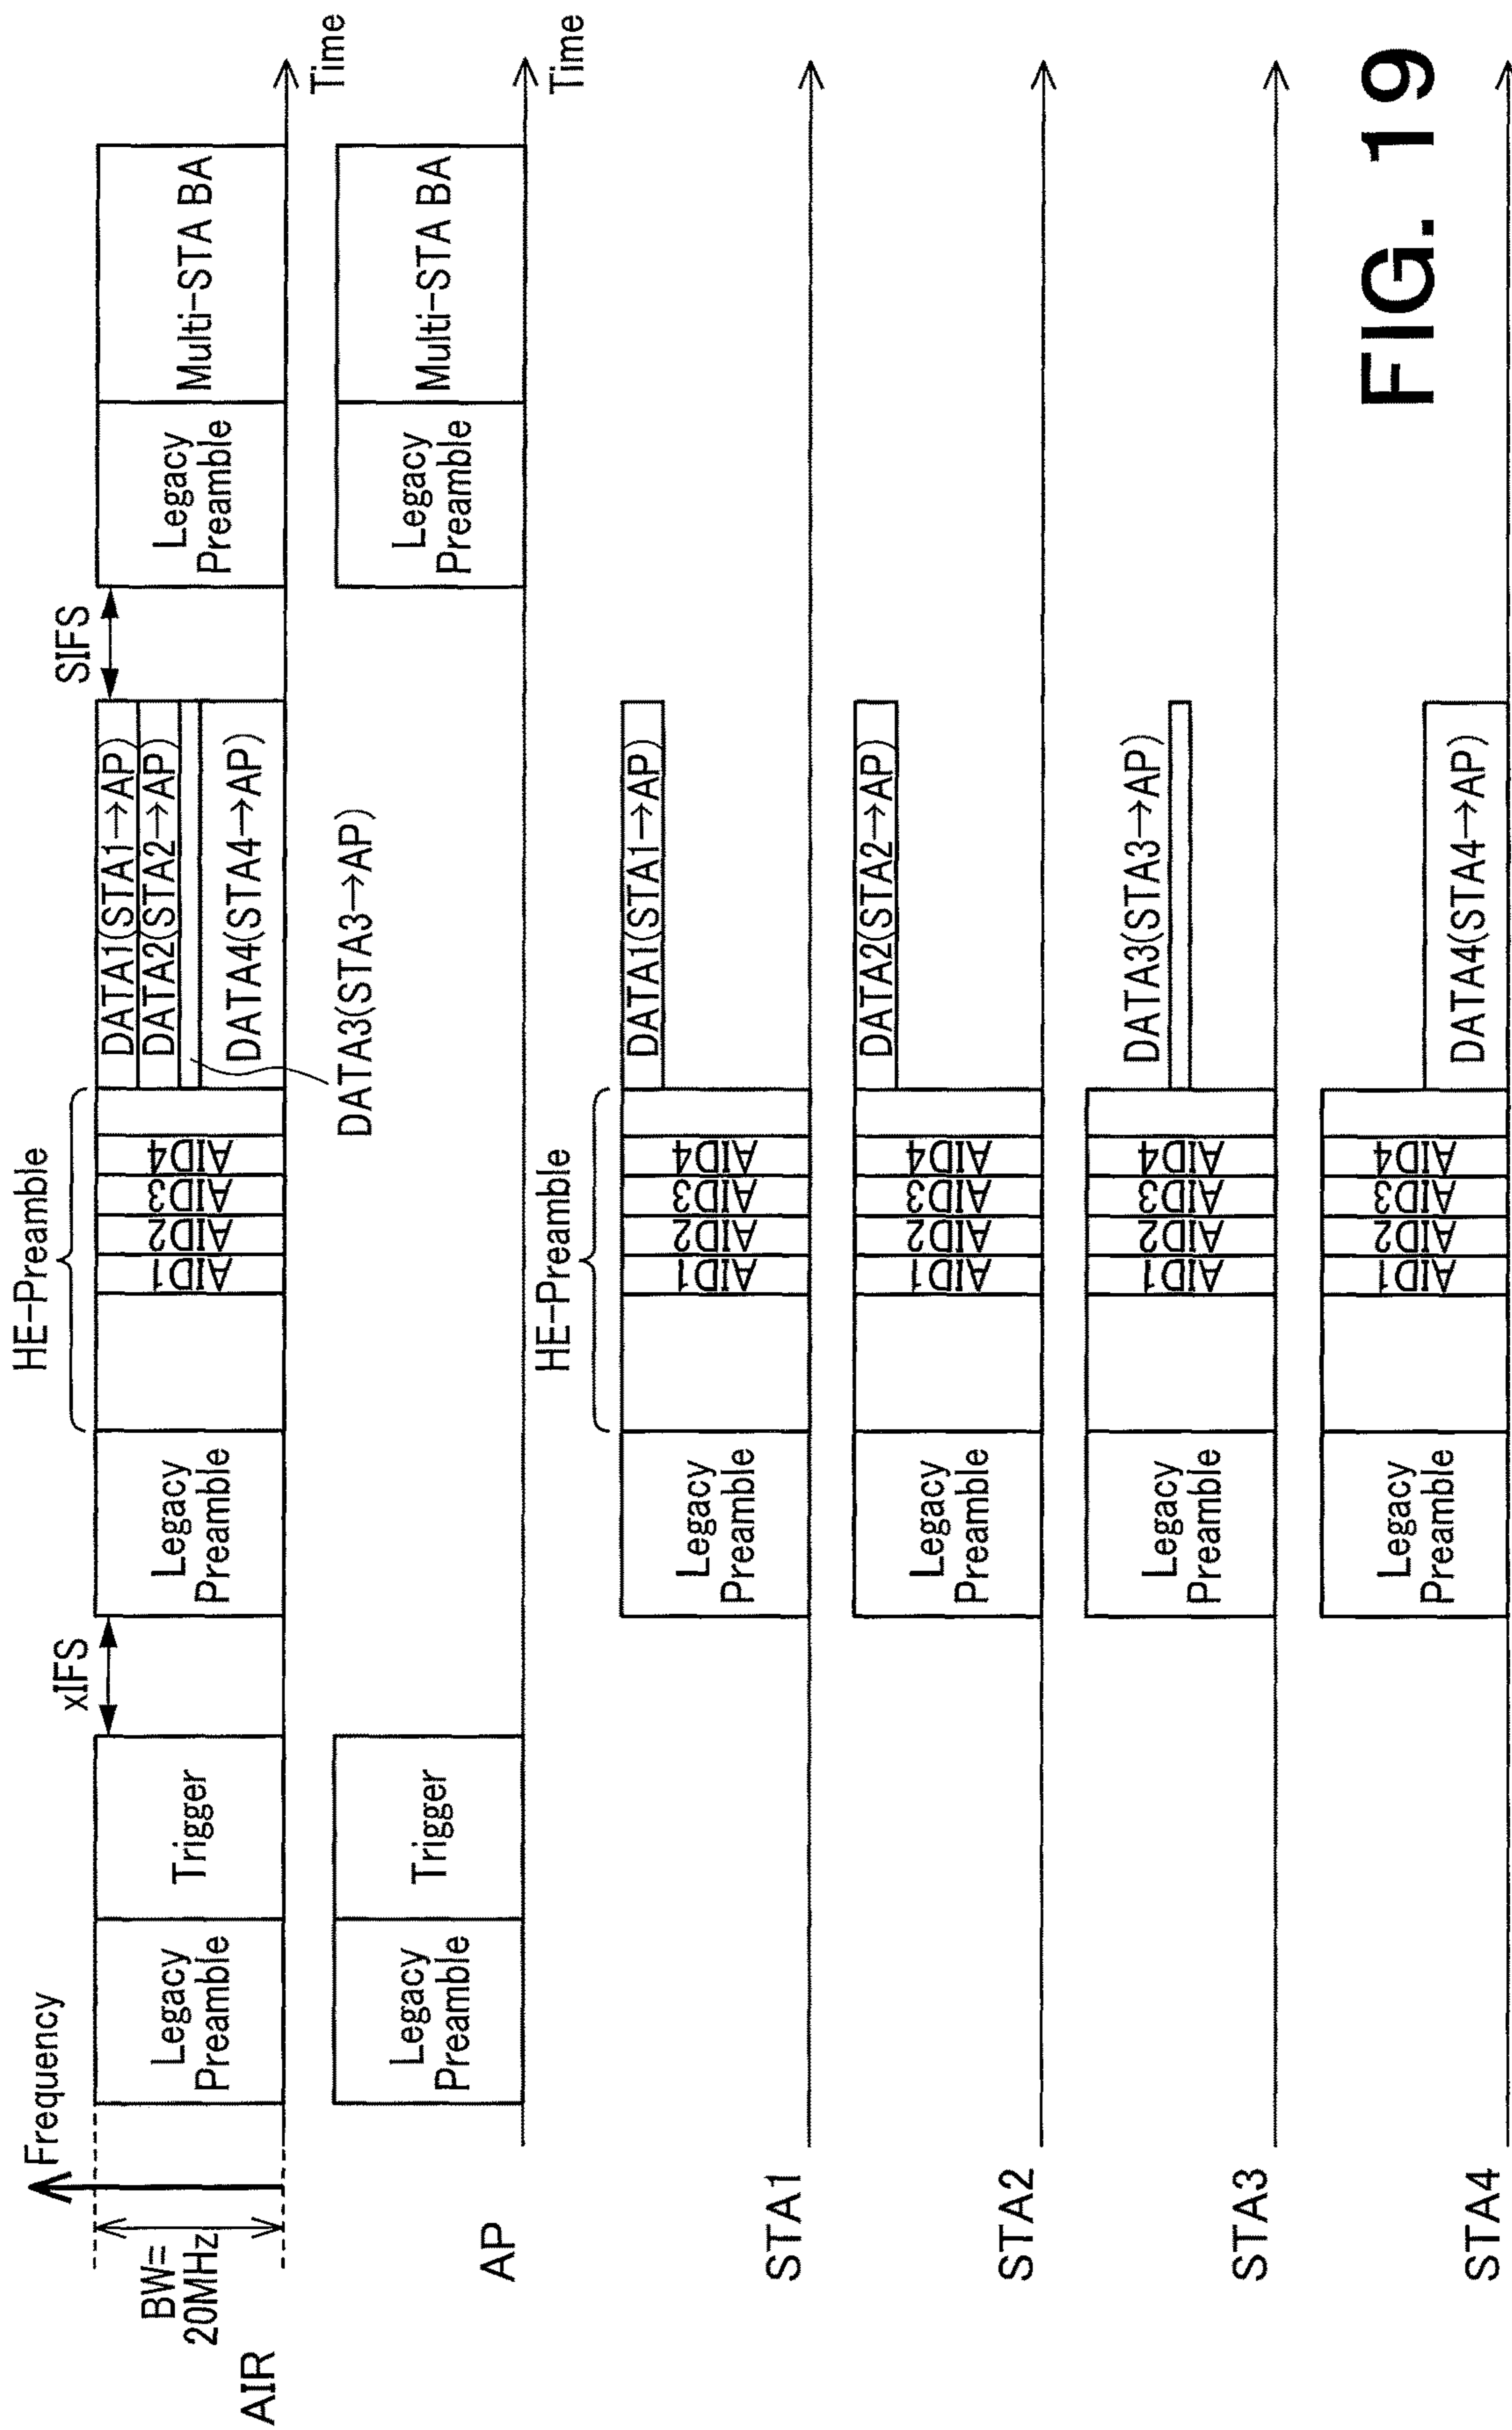 Frequency
BW=
20MHz
AIR
Legacy
Preamble
Trigger
xIFS
Legacy
Preamble
HE-Preamble
AID1
AID2
AID3
AID4
DATA1(STA1→AP)
DATA2(STA2→AP)
DATA4(STA4→AP)
DATA3(STA3→AP)
SIFS
Legacy
Preamble
Multi-STA BA
Time
AP
Legacy
Preamble
Trigger
Legacy
Preamble
Multi-STA BA
Time
STA1
Legacy
Preamble
HE-Preamble
AID1
AID2
AID3
AID4
DATA1(STA1→AP)
STA2
Legacy
Preamble
AID1
AID2
AID3
AID4
DATA2(STA2→AP)
STA3
Legacy
Preamble
AID1
AID2
AID3
AID4
DATA3(STA3→AP)
STA4
Legacy
Preamble
AID1
AID2
AID3
AID4
DATA4(STA4→AP)
FIG. 19